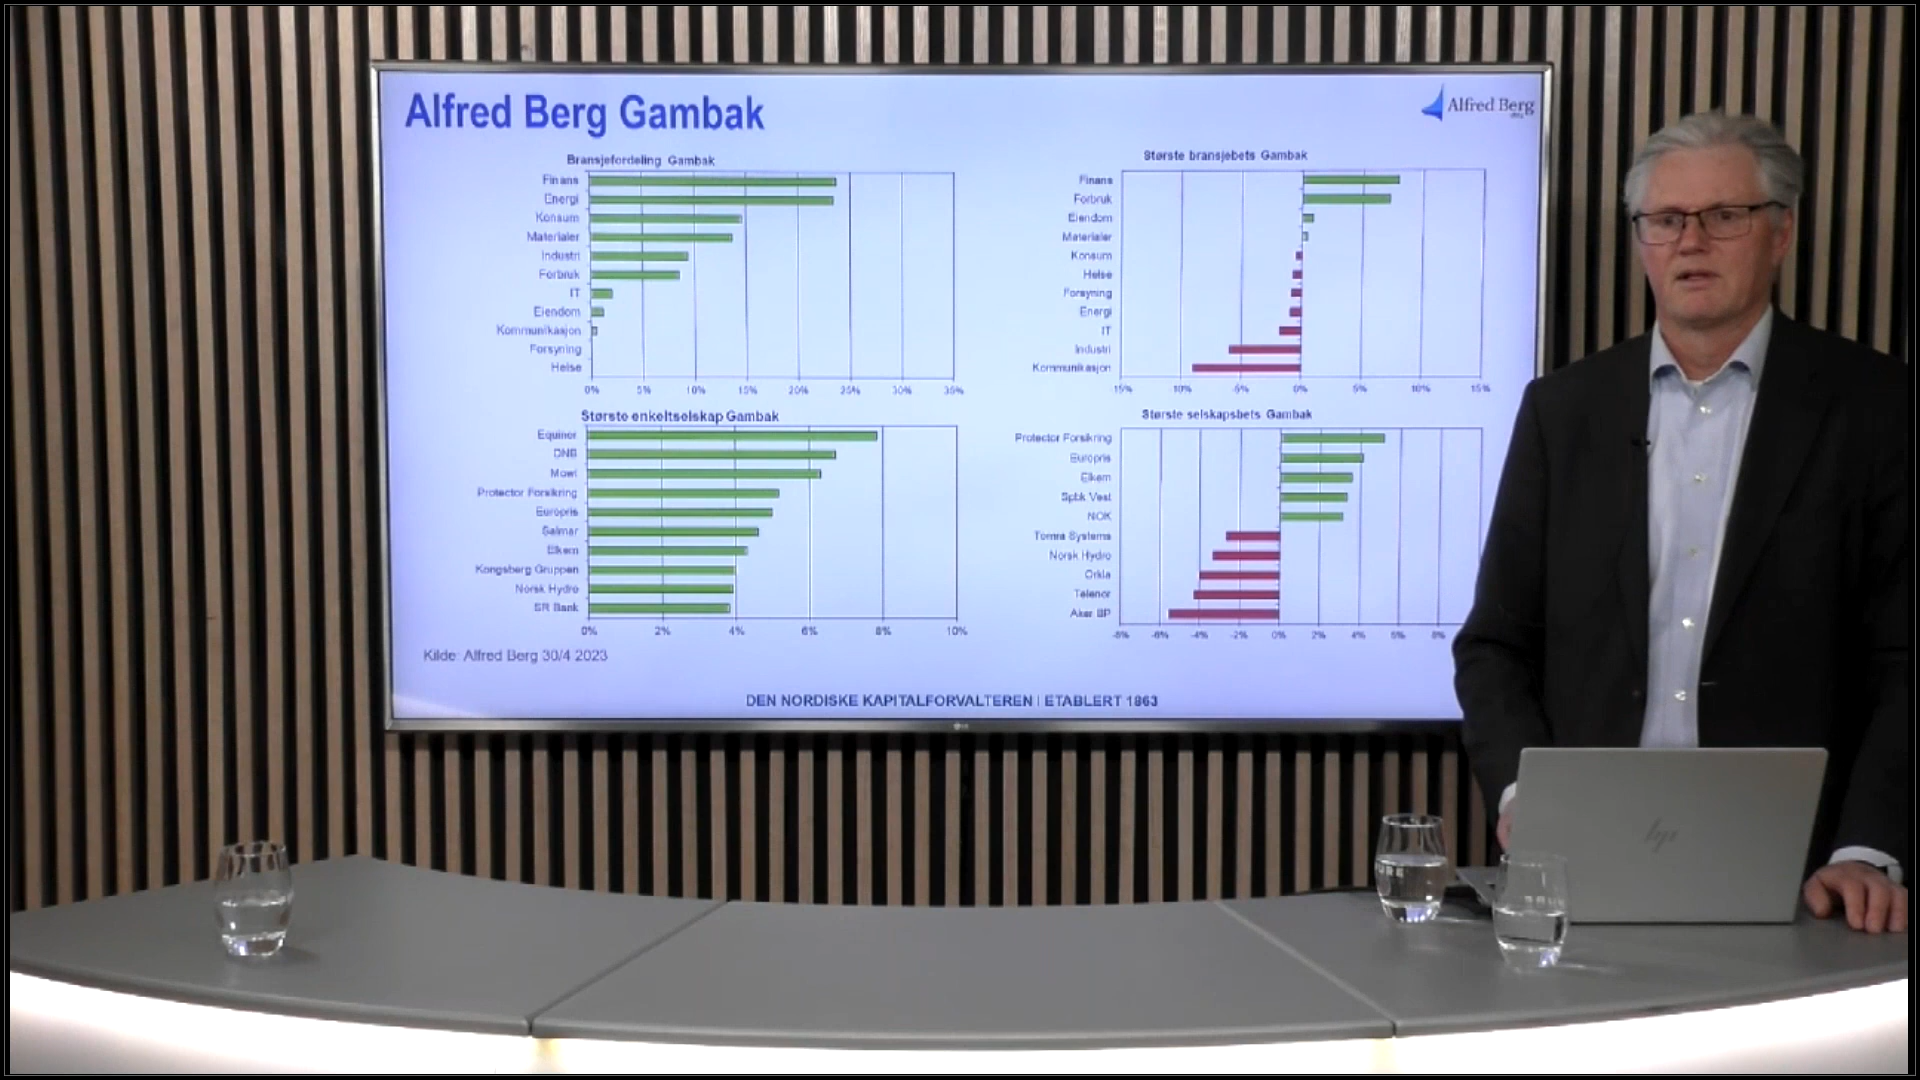 Alfred Berg Gambak
Alfred Berg
Bransjefordeling Gambak
Finans
Energi
Konsum
Materialer
Industri
Forbruk
IT
Eiendom
Kommunikasjon
Forsyning
Helse
0% 5% 10% 15% 20% 25% 30% 35%
Største bransjebets Gambak
Finans
Forbruk
Eiendom
Materialer
Konsum
Helse
Forsyning
Energi
IT
Industri
Kommunikasjon
15% 10% -5% 0% 5% 10% 15%
Største enkeltselskap Gambak
Equinor
DNB
Mowi
Protector Forsikring
Europris
Salmar
Elkem
Kongsberg Gruppen
Norsk Hydro
SR Bank
0% 2% 4% 6% 8% 10%
Største selskapsbets Gambak
Protector Forsikring
Europris
Elkem
Spbk Vest
NOK
Tomra Systems
Norsk Hydro
Orkla
Telenor
Aker BP
-8% -6% -4% -2% 0% 2% 4% 6% 8%
Kilde: Alfred Berg 30/4 2023
DEN NORDISKE KAPITALFORVALTEREN | ETABLERT 1863
hp